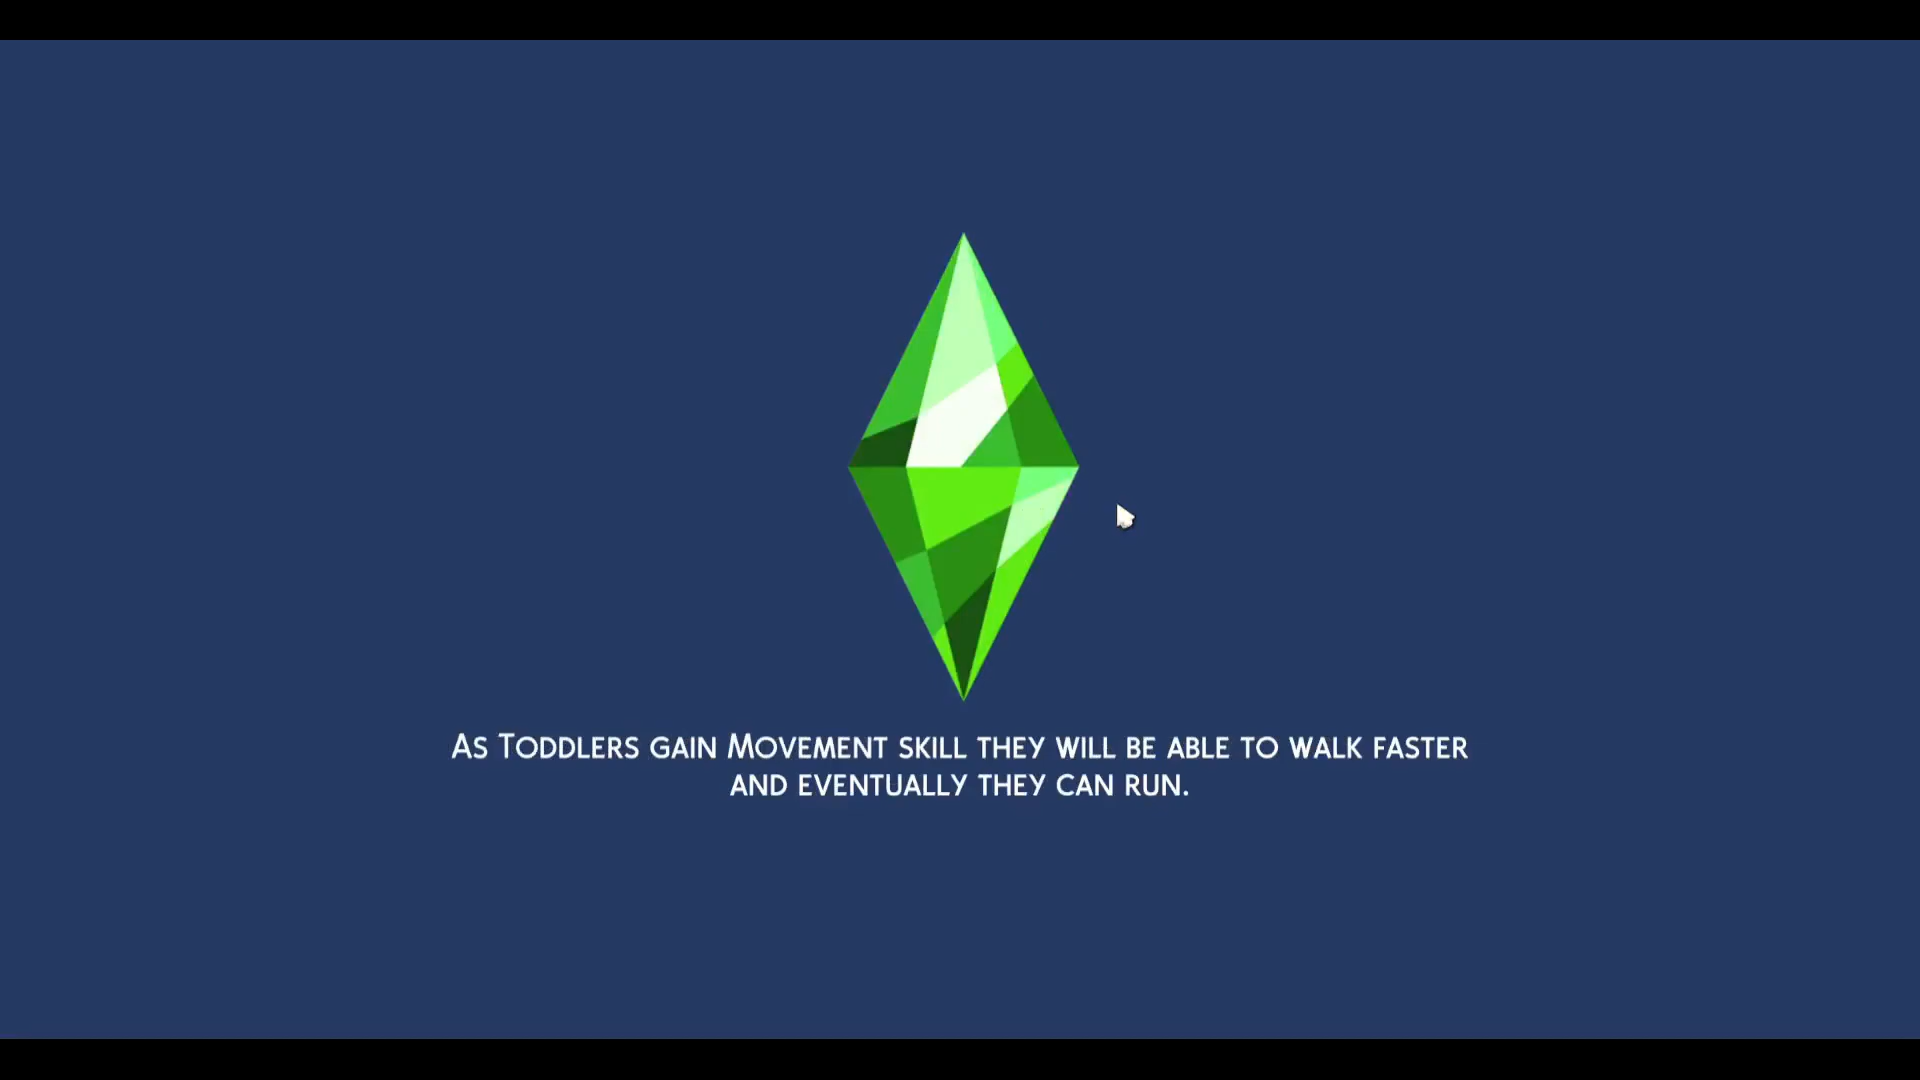 As Toddlers gain Movement skill they will be able to walk faster
and eventually they can run.